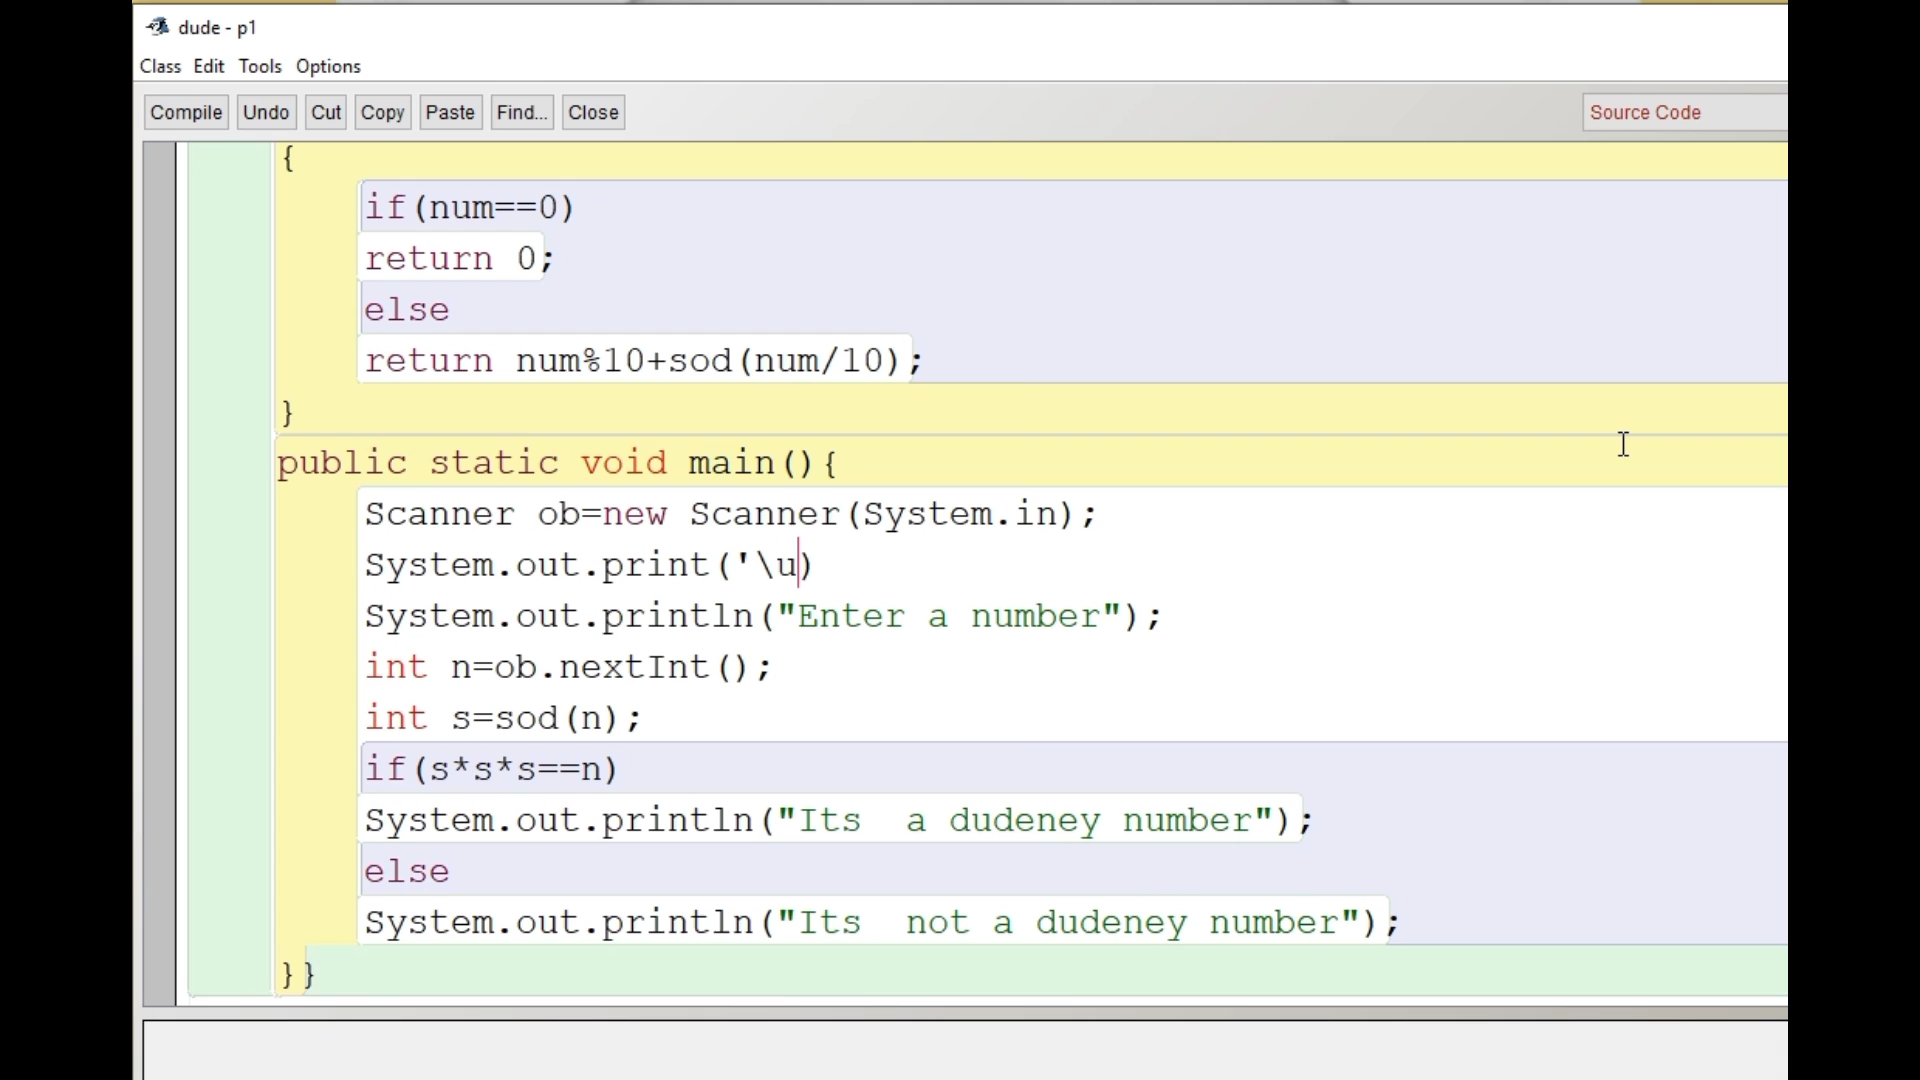 dude - p1
Class Edit Tools Options
Compile Undo Cut Copy Paste Find... Close Source Code
{
if(num==0)
return 0;
else
return num%10+sod(num/10);
}
public static void main(){
Scanner ob=new Scanner(System.in);
System.out.print('\u)
System.out.println("Enter a number");
int n=ob.nextInt();
int s=sod(n);
if(s*s*s==n)
System.out.println("Its  a dudeney number");
else
System.out.println("Its  not a dudeney number");
}}